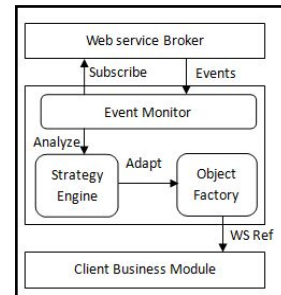 Web service Broker
Subscribe
Events
Event Monitor
Analyze
Adapt
Strategy
Engine
Object
Factory
WS Ref
Client Business Module